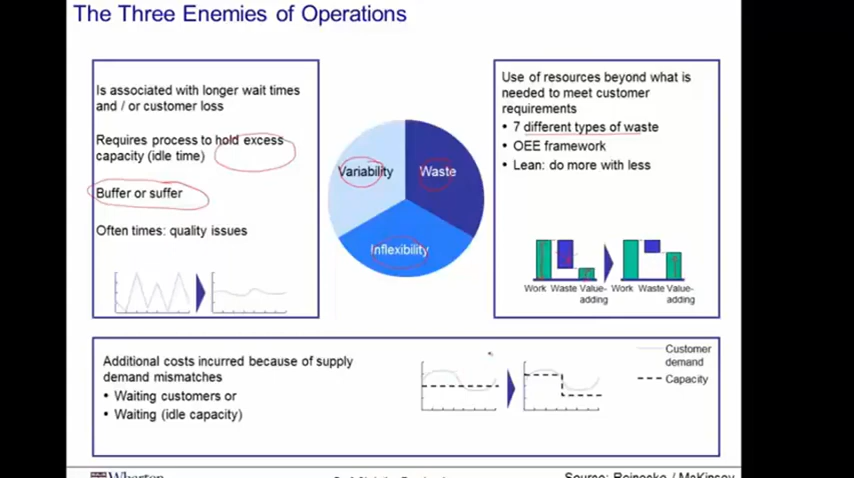 The Three Enemies of Operations
Is associated with longer wait times
and / or customer loss
Requires process to hold excess
capacity (idle time)
Buffer or suffer
Often times: quality issues
Variability
Waste
Inflexibility
Use of resources beyond what is
needed to meet customer
requirements
• 7 different types of waste
• OEE framework
• Lean: do more with less
Work Waste Value-
adding
Work Waste Value-
adding
Additional costs incurred because of supply
demand mismatches
• Waiting customers or
• Waiting (idle capacity)
Customer
demand
Capacity
Wharton
Source: Reinecke / McKinsey